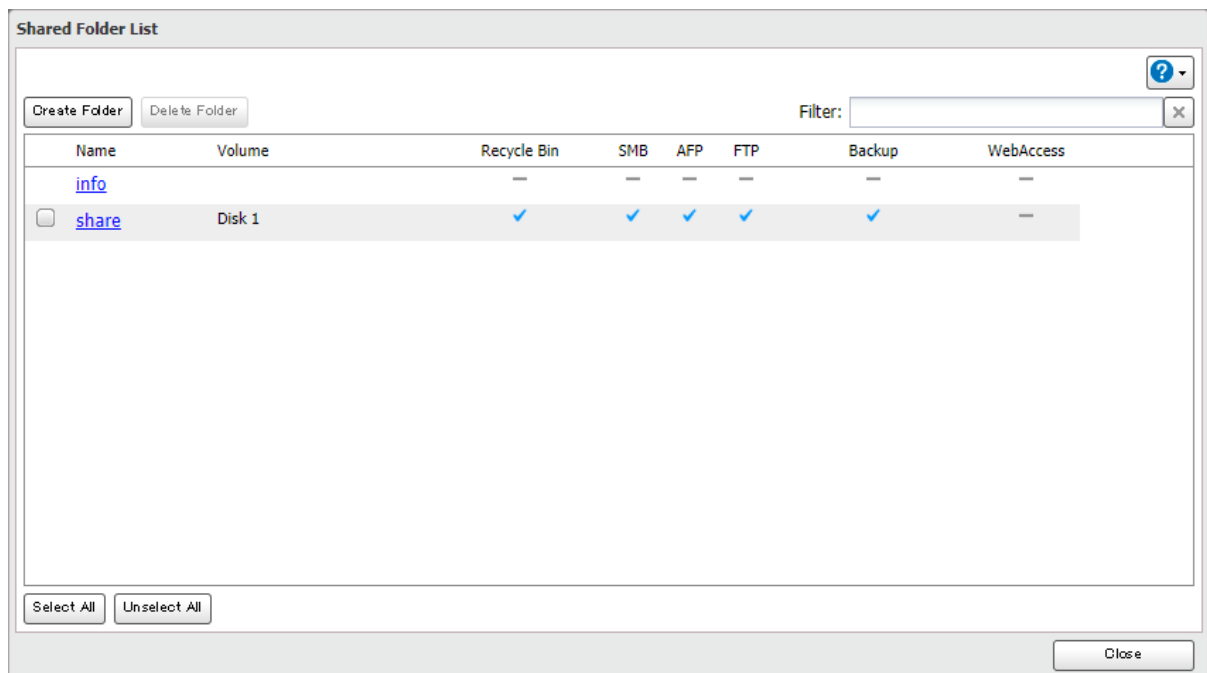 Shared Folder List
?
Create Folder Delete Folder Filter:
Name Volume Recycle Bin SMB AFP FTP Backup WebAccess
info
share Disk 1
Select All Unselect All
Close